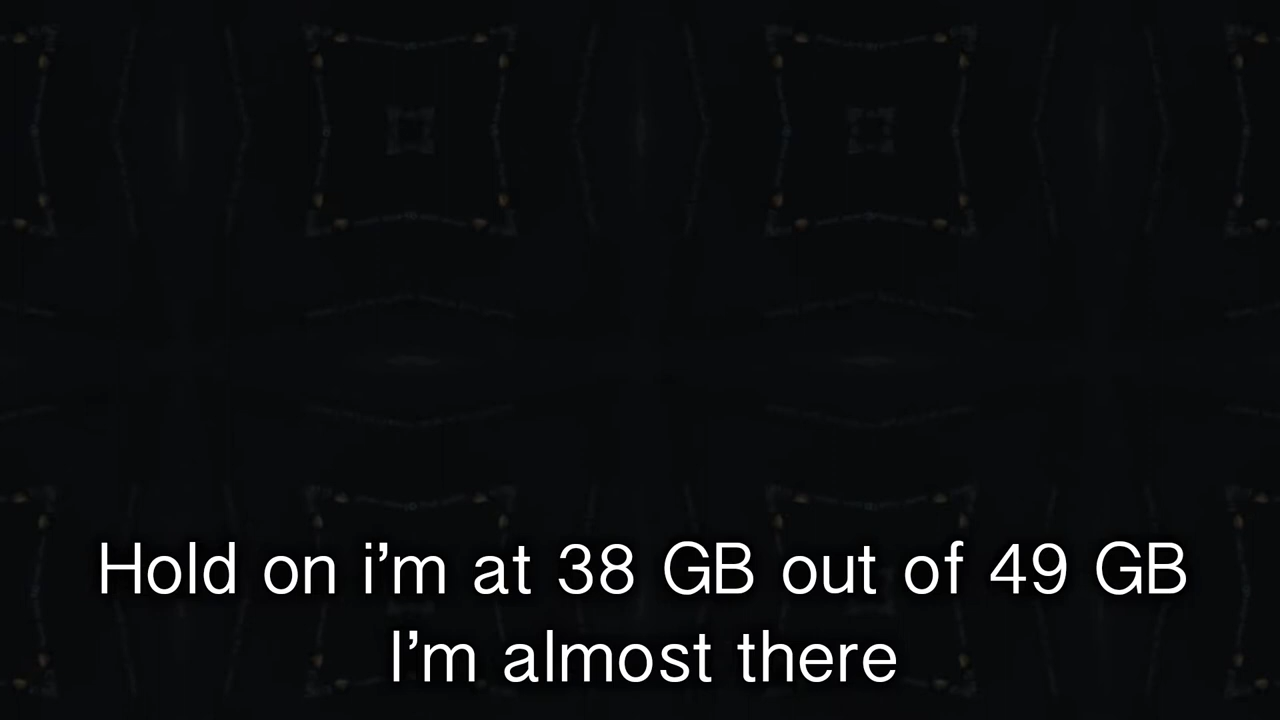 Hold on i’m at 38 GB out of 49 GB
I’m almost there